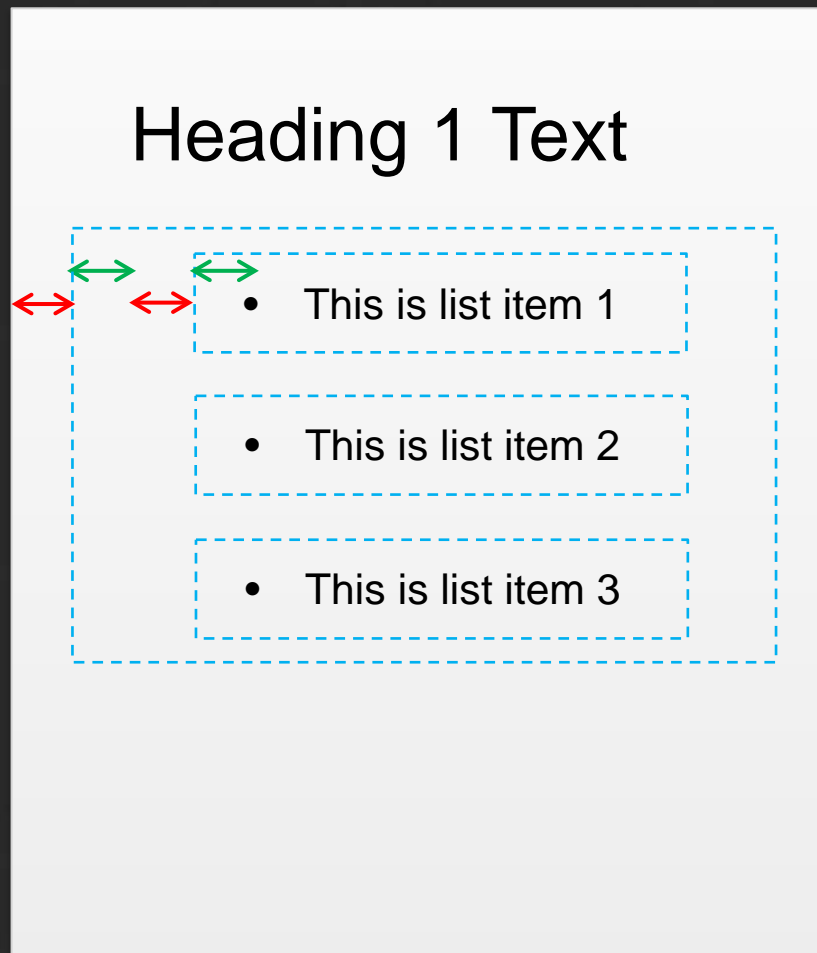 Heading 1 Text
• This is list item 1
• This is list item 2
• This is list item 3